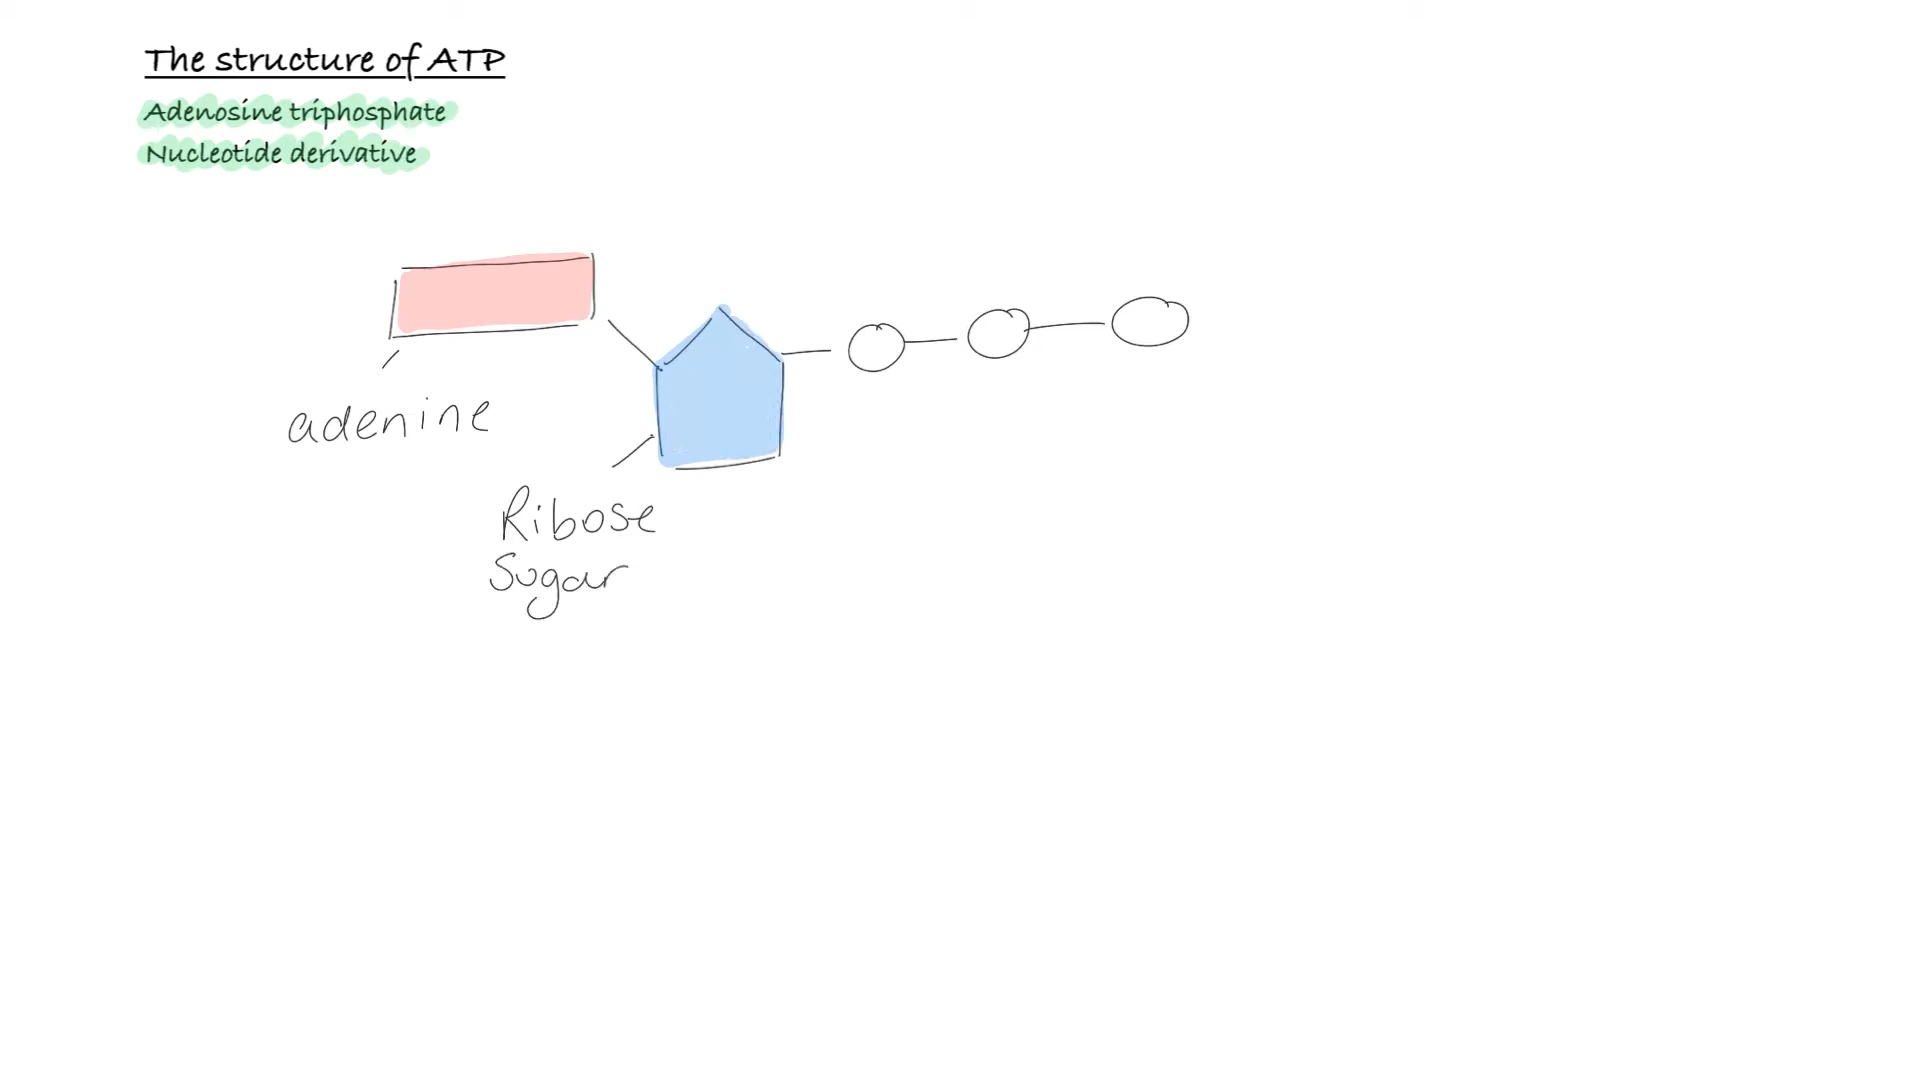 The structure of ATP
Adenosine triphosphate
Nucleotide derivative
adenine
Ribose
Sugar